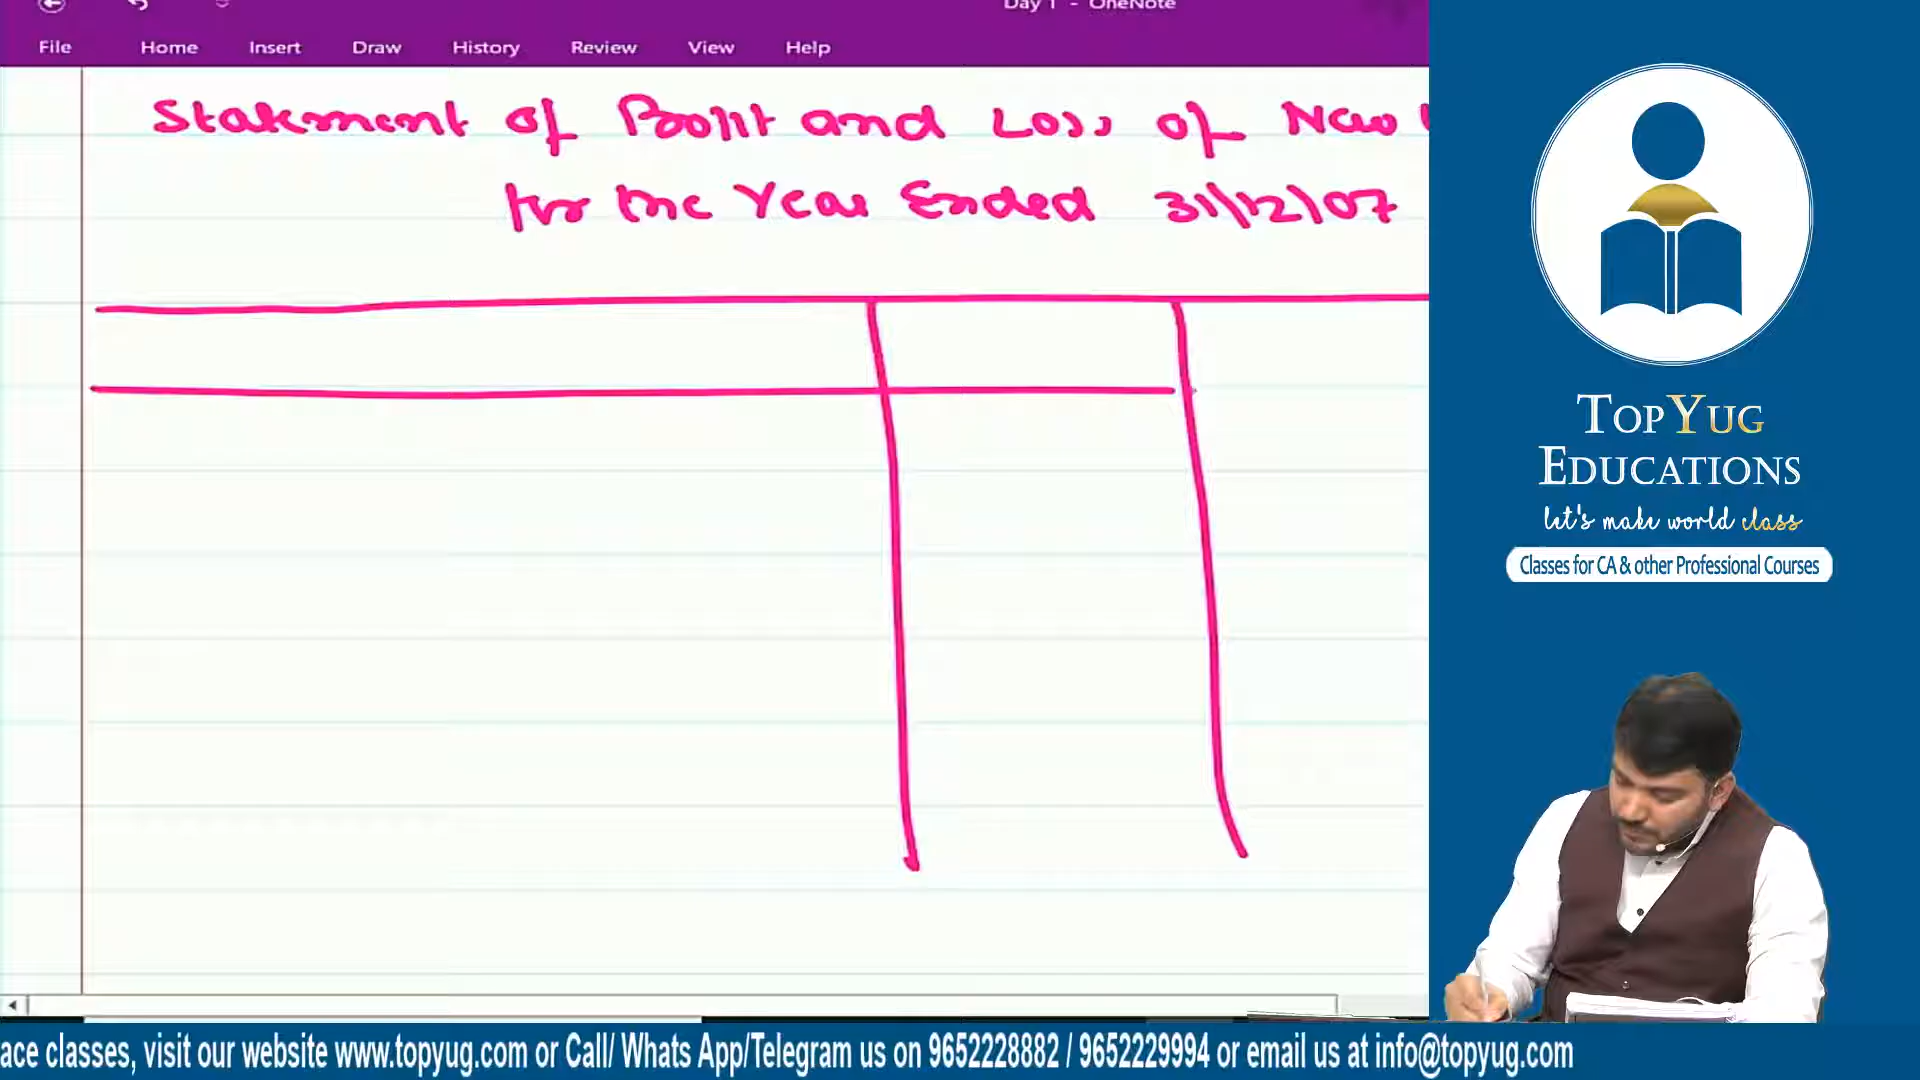 Day 1 - OneNote
File Home Insert Draw History Review View Help
Statement of Profit and Loss of New
for the Year Ended 31/12/07
TOPYUG
EDUCATIONS
let's make world class
Classes for CA & other Professional Courses
ace classes, visit our website www.topyug.com or Call/ Whats App/Telegram us on 9652228882 / 9652229994 or email us at info@topyug.com